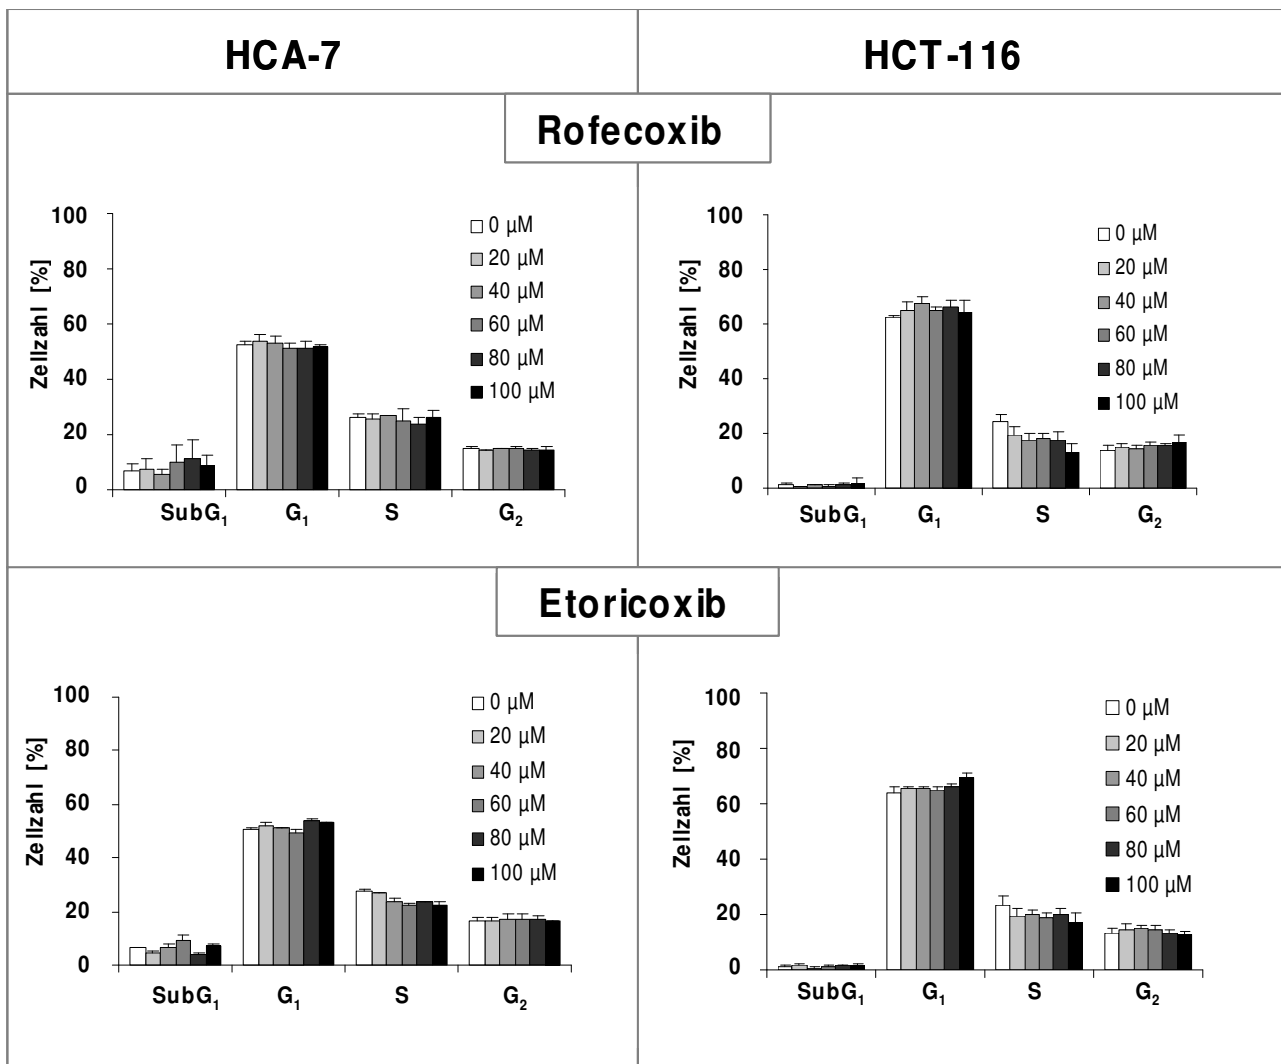 HCA-7
HCT-116
Rofecoxib
Zellzahl [%]
100
80
60
40
20
0
SubG₁ G₁ S G₂
0 µM
20 µM
40 µM
60 µM
80 µM
100 µM
Zellzahl [%]
100
80
60
40
20
0
SubG₁ G₁ S G₂
0 µM
20 µM
40 µM
60 µM
80 µM
100 µM
Etoricoxib
Zellzahl [%]
100
80
60
40
20
0
SubG₁ G₁ S G₂
0 µM
20 µM
40 µM
60 µM
80 µM
100 µM
Zellzahl [%]
100
80
60
40
20
0
SubG₁ G₁ S G₂
0 µM
20 µM
40 µM
60 µM
80 µM
100 µM